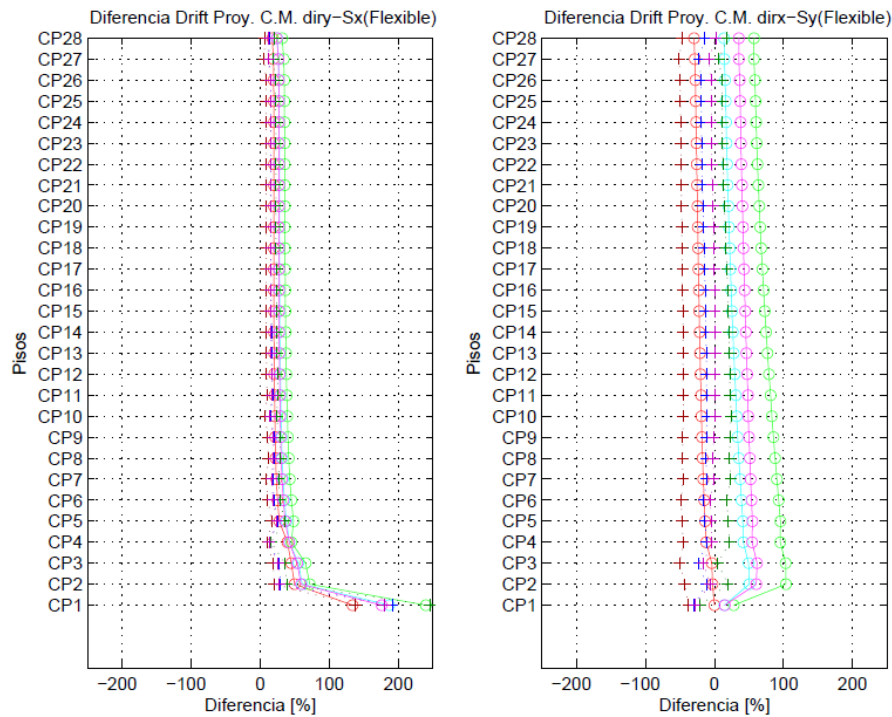 Diferencia Drift Proy. C.M. diry−Sx(Flexible)
CP28
CP27
CP26
CP25
CP24
CP23
CP22
CP21
CP20
CP19
CP18
CP17
CP16
CP15
CP14
CP13
CP12
CP11
CP10
CP9
CP8
CP7
CP6
CP5
CP4
CP3
CP2
CP1
Pisos
−200 −100 0 100 200
Diferencia [%]
Diferencia Drift Proy. C.M. dirx−Sy(Flexible)
CP28
CP27
CP26
CP25
CP24
CP23
CP22
CP21
CP20
CP19
CP18
CP17
CP16
CP15
CP14
CP13
CP12
CP11
CP10
CP9
CP8
CP7
CP6
CP5
CP4
CP3
CP2
CP1
Pisos
−200 −100 0 100 200
Diferencia [%]